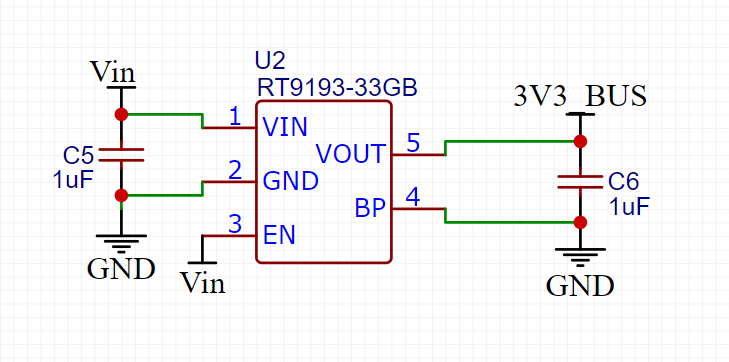 Vin
C5
1uF
GND
U2
RT9193-33GB
1
VIN
2
GND
3
EN
Vin
VOUT
5
BP
4
3V3_BUS
C6
1uF
GND